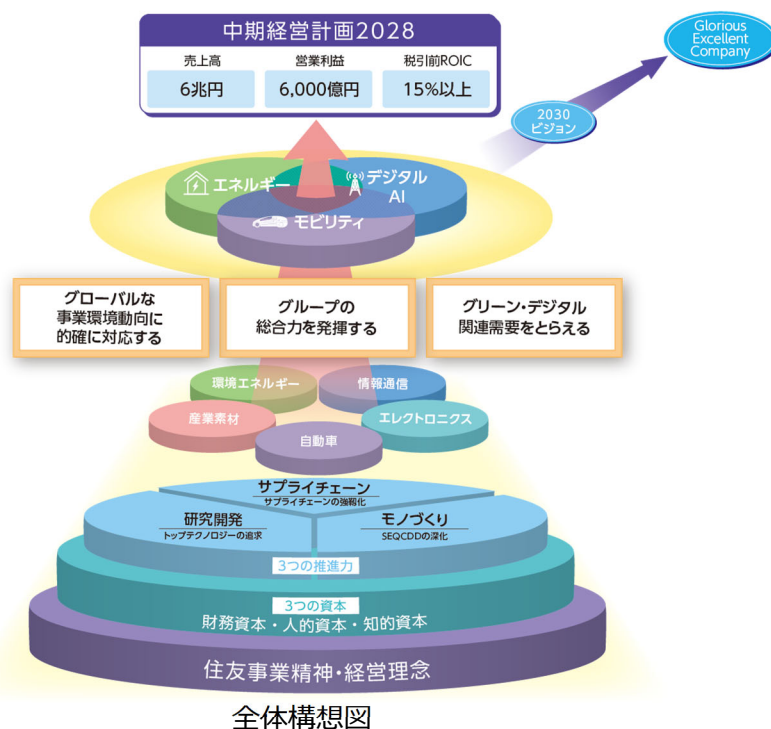 中期経営計画2028
売上高
営業利益
税引前ROIC
6兆円
6,000億円
15%以上
Glorious
Excellent
Company
2030
ビジョン
エネルギー
デジタル
AI
モビリティ
グローバルな
事業環境動向に
的確に対応する
グループの
総合力を発揮する
グリーン・デジタル
関連需要をとらえる
環境エネルギー
情報通信
産業素材
エレクトロニクス
自動車
サプライチェーン
サプライチェーンの強靱化
研究開発
トップテクノロジーの追求
モノづくり
SEQCDDの深化
3つの推進力
3つの資本
財務資本・人的資本・知的資本
住友事業精神・経営理念
全体構想図